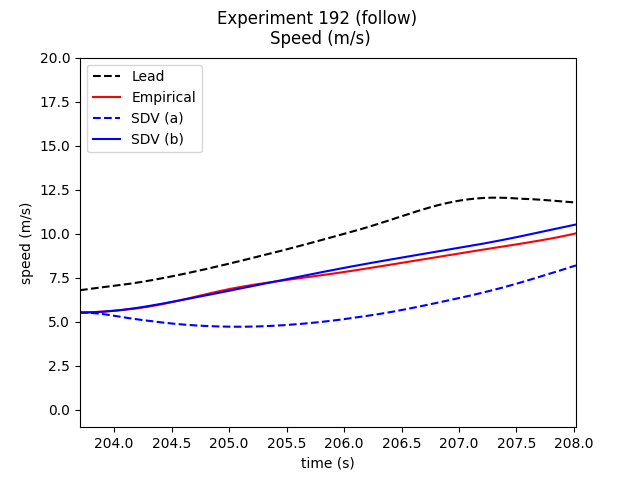 Experiment 192 (follow)
Speed (m/s)
20.0
17.5
15.0
12.5
10.0
7.5
5.0
2.5
0.0
speed (m/s)
Lead
Empirical
SDV (a)
SDV (b)
204.0 204.5 205.0 205.5 206.0 206.5 207.0 207.5 208.0
time (s)